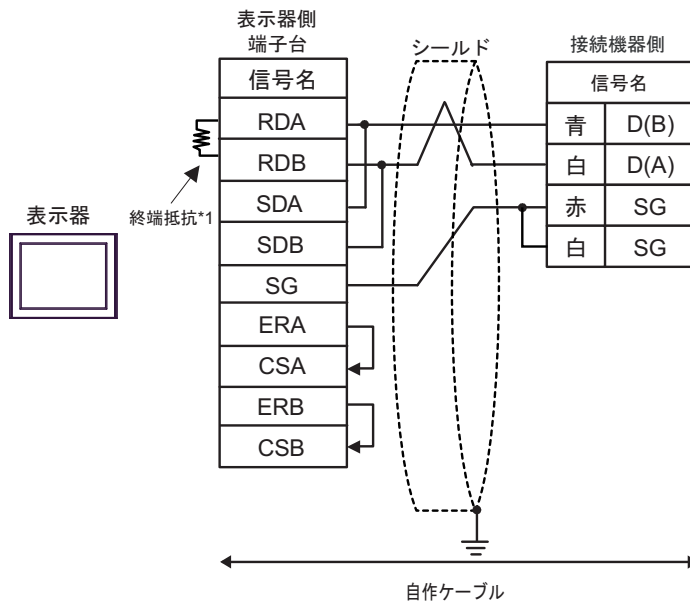 表示器側
端子台
信号名
RDA
RDB
SDA
SDB
SG
ERA
CSA
ERB
CSB
終端抵抗*1
表示器
シールド
接続機器側
信号名
青 D(B)
白 D(A)
赤 SG
白 SG
自作ケーブル